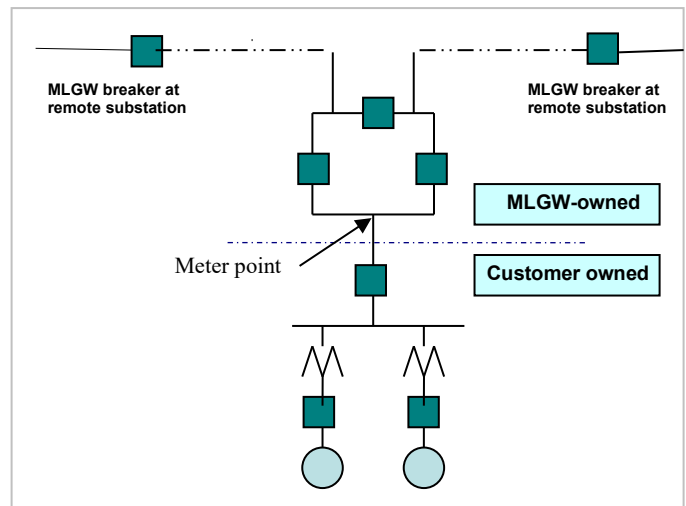 MLGW breaker at
remote substation
MLGW breaker at
remote substation
MLGW-owned
Meter point
Customer owned